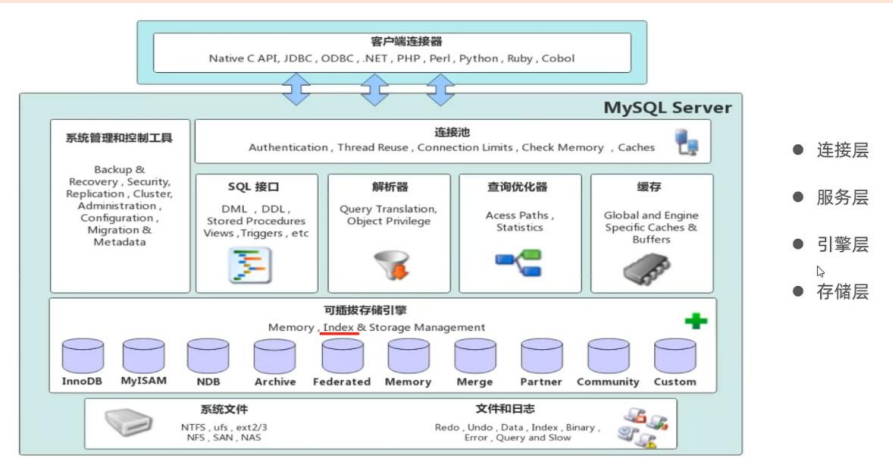 客户端连接器
Native C API, JDBC , ODBC , .NET , PHP , Perl , Python , Ruby , Cobol
MySQL Server
系统管理和控制工具
Backup &
Recovery , Security,
Replication , Cluster,
Administration ,
Configuration ,
Migration &
Metadata
连接池
Authentication , Thread Reuse , Connection Limits , Check Memory , Caches
SQL 接口
DML , DDL ,
Stored Procedures
Views ,Triggers , etc
解析器
Query Translation,
Object Privilege
查询优化器
Acess Paths ,
Statistics
缓存
Global and Engine
Specific Caches &
Buffers
可插拔存储引擎
Memory , Index & Storage Management
InnoDB MyISAM NDB Archive Federated Memory Merge Partner Community Custom
系统文件
NTFS , ufs , ext2/3
NFS , SAN , NAS
文件和日志
Redo , Undo , Data , Index , Binary ,
Error , Query and Slow
● 连接层
● 服务层
● 引擎层
● 存储层